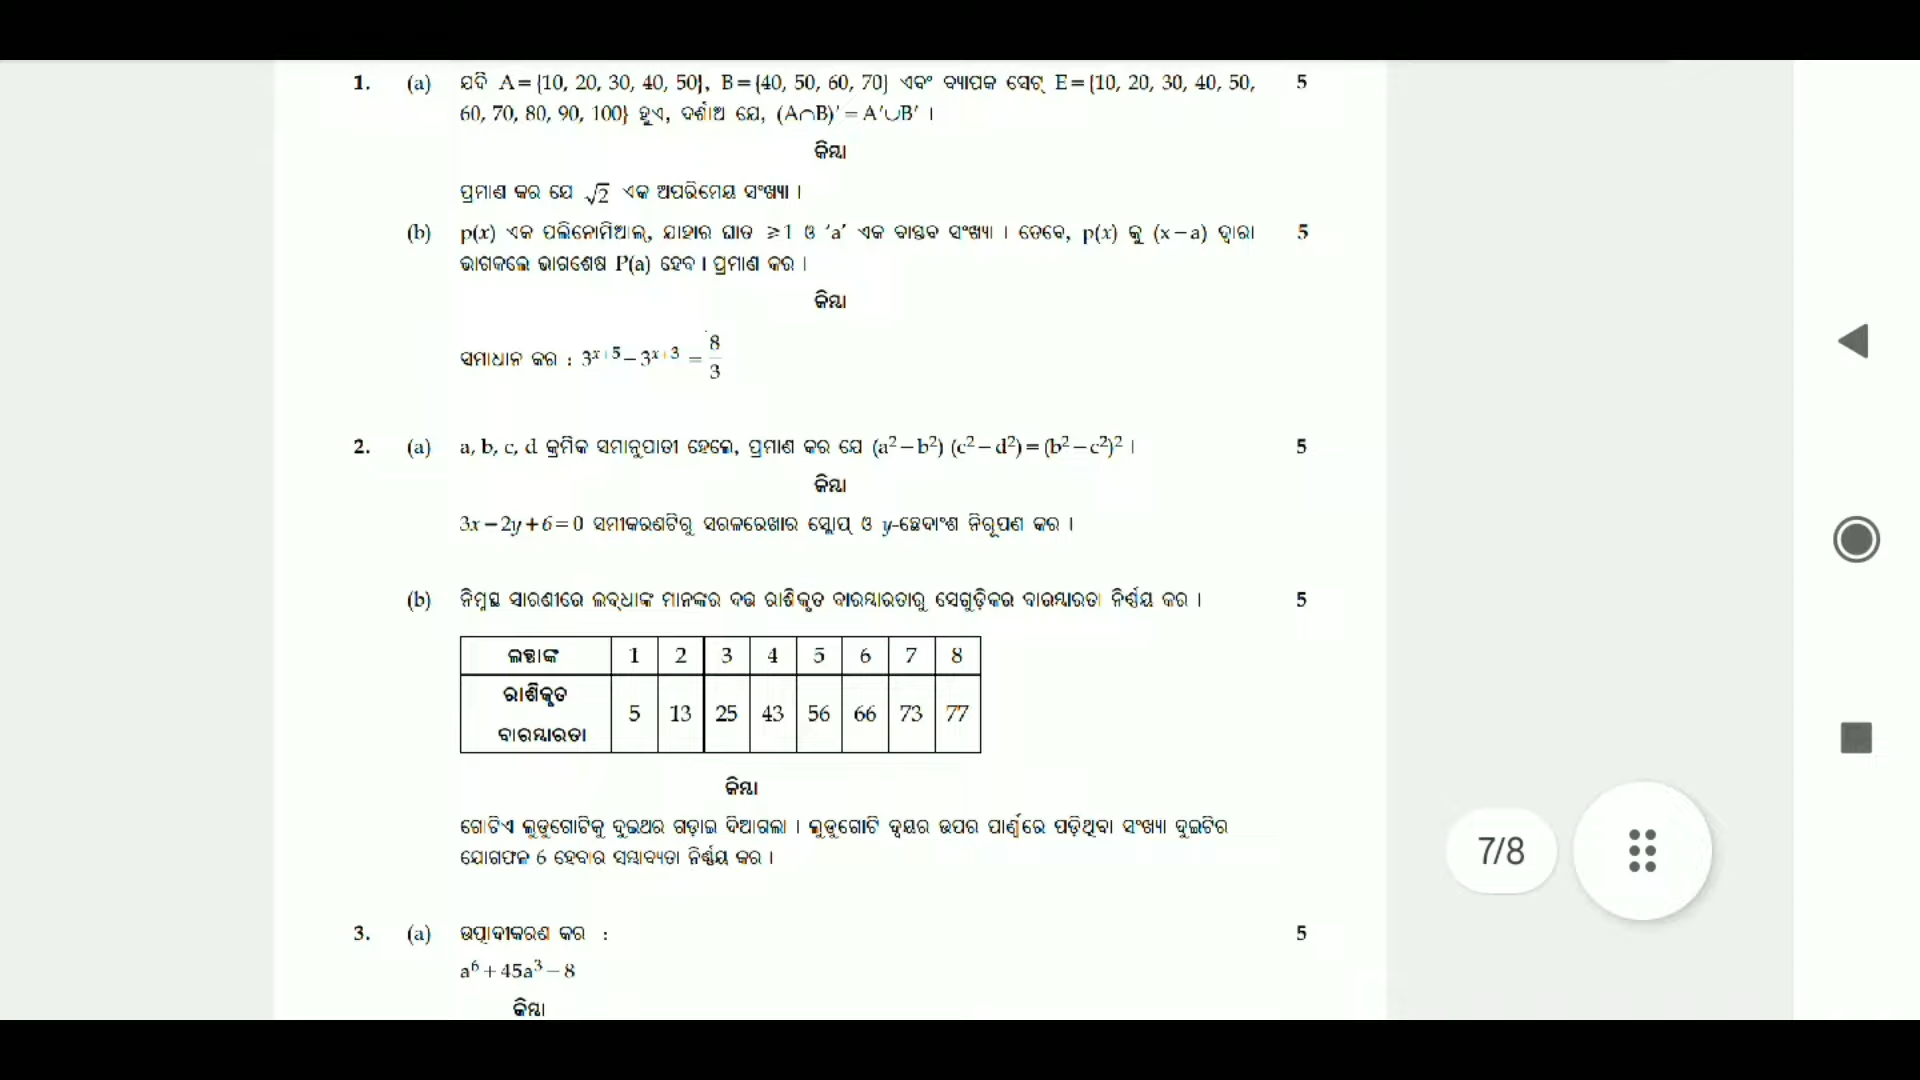 1. (a) ଯଦି A = {10, 20, 30, 40, 50}, B = {40, 50, 60, 70} ଏବଂ ବ୍ୟାପକ ସେଟ୍ E = {10, 20, 30, 40, 50, 5
60, 70, 80, 90, 100} ହୁଏ, ଦର୍ଶାଅ ଯେ, (A∩B)′ = A′∪B′ ।
କିମ୍ବା
ପ୍ରମାଣ କର ଯେ √2 ଏକ ଅପରିମେୟ ସଂଖ୍ୟା ।
(b) p(x) ଏକ ପଲିନୋମିଆଲ୍, ଯାହାର ଘାତ ⩾1 ଓ ‘a’ ଏକ ବାସ୍ତବ ସଂଖ୍ୟା । ତେବେ, p(x) କୁ (x – a) ଦ୍ୱାରା 5
ଭାଗକଲେ ଭାଗଶେଷ P(a) ହେବ । ପ୍ରମାଣ କର ।
କିମ୍ବା
ସମାଧାନ କର : 3^{x+5} – 3^{x+3} = 8/3
2. (a) a, b, c, d କ୍ରମିକ ସମାନୁପାତୀ ହେଲେ, ପ୍ରମାଣ କର ଯେ (a² – b²) (c² – d²) = (b² – c²)² । 5
କିମ୍ବା
3x – 2y + 6 = 0 ସମୀକରଣଟିରୁ ସରଳରେଖାର ସ୍ଲୋପ୍ ଓ y-ଛେଦାଂଶ ନିରୂପଣ କର ।
(b) ନିମ୍ନସ୍ଥ ସାରଣୀରେ ଲବ୍ଧାଙ୍କ ମାନଙ୍କର ଦତ୍ତ ରାଶିକୃତ ବାରମ୍ବାରତାରୁ ସେଗୁଡ଼ିକର ବାରମ୍ବାରତା ନିର୍ଣ୍ଣୟ କର । 5
ଲବ୍ଧାଙ୍କ 1 2 3 4 5 6 7 8
ରାଶିକୃତ
ବାରମ୍ବାରତା 5 13 25 43 56 66 73 77
କିମ୍ବା
ଗୋଟିଏ ଲୁଡୁଗୋଟିକୁ ଦୁଇଥର ଗଡ଼ାଇ ଦିଆଗଲା । ଲୁଡୁଗୋଟି ଦ୍ୱୟର ଉପର ପାର୍ଶ୍ୱରେ ପଡ଼ିଥିବା ସଂଖ୍ୟା ଦୁଇଟିର
ଯୋଗଫଳ 6 ହେବାର ସମ୍ଭାବ୍ୟତା ନିର୍ଣ୍ଣୟ କର ।
7/8
3. (a) ଉତ୍ପାଦୀକରଣ କର : 5
a⁶ + 45a³ – 8
କିମ୍ବା